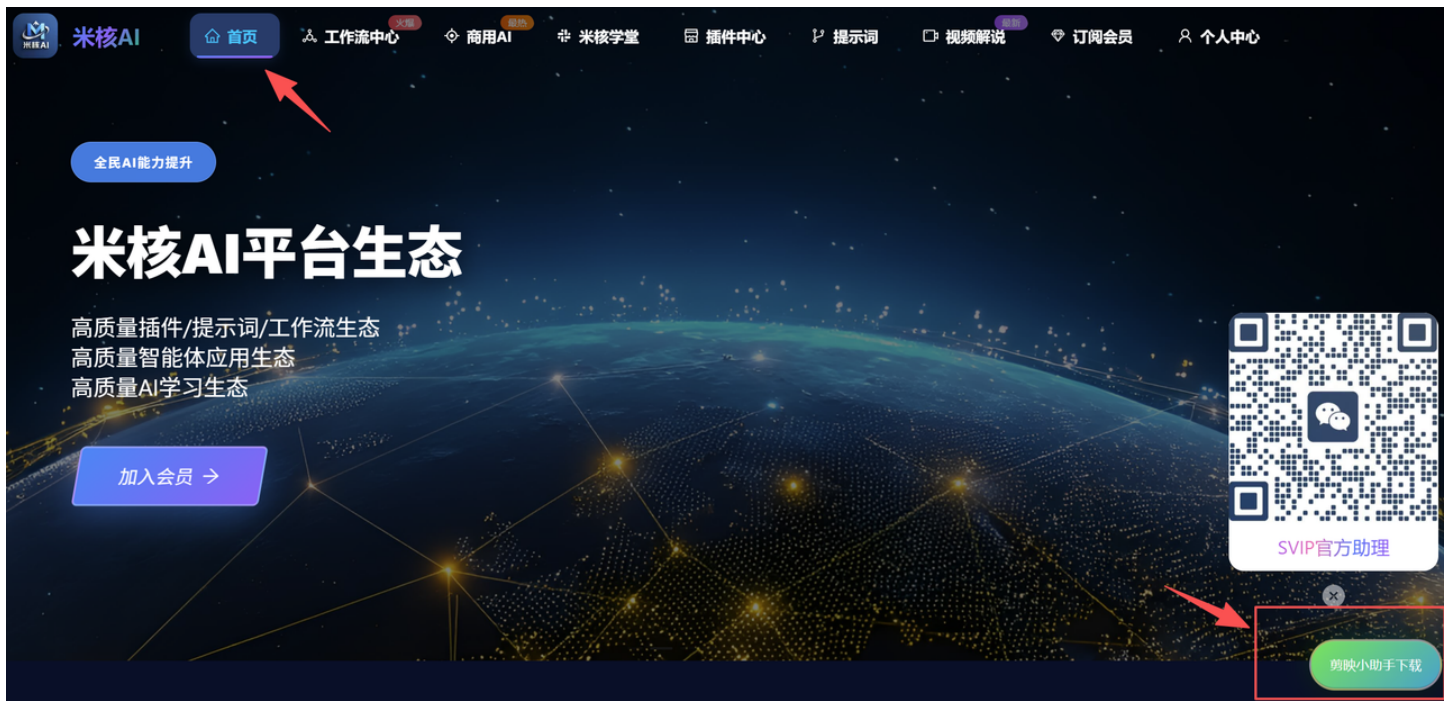 米核AI
米核AI
首页
工作流中心
火爆
商用AI
最热
米核学堂
插件中心
提示词
视频解说
最新
订阅会员
个人中心
全民AI能力提升
米核AI平台生态
高质量插件/提示词/工作流生态
高质量智能体应用生态
高质量AI学习生态
加入会员 →
SVIP官方助理
剪映小助手下载